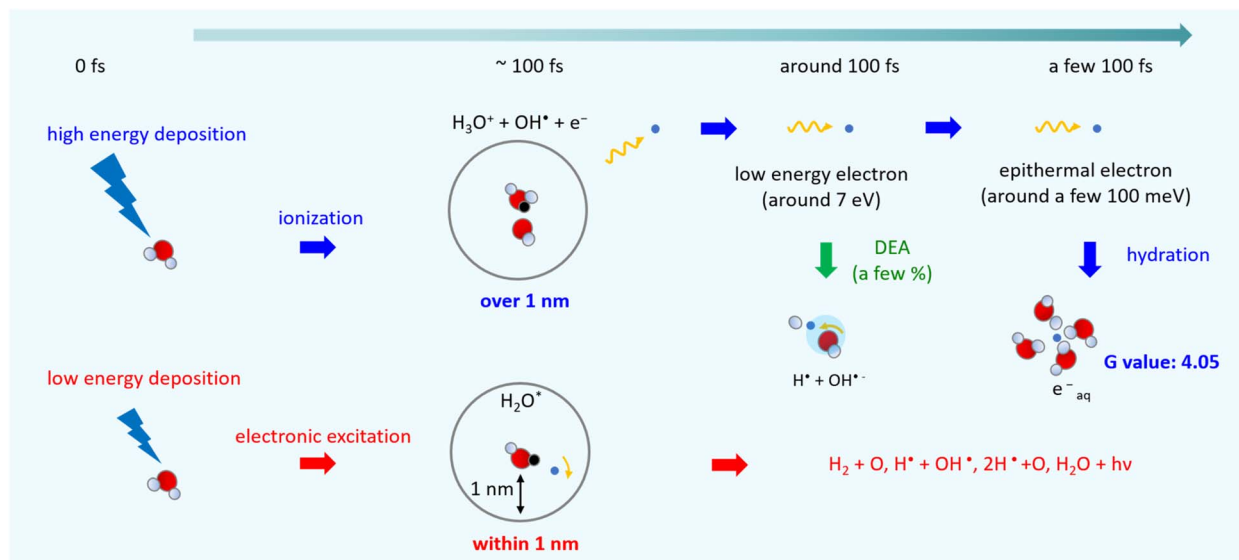 0 fs
~ 100 fs
around 100 fs
a few 100 fs
high energy deposition
ionization
H₃O⁺ + OH• + e⁻
over 1 nm
low energy electron
(around 7 eV)
DEA
(a few %)
H• + OH•⁻
epithermal electron
(around a few 100 meV)
hydration
G value: 4.05
e⁻aq
low energy deposition
electronic excitation
H₂O*
1 nm
within 1 nm
H₂ + O, H• + OH •, 2H •+O, H₂O + hν